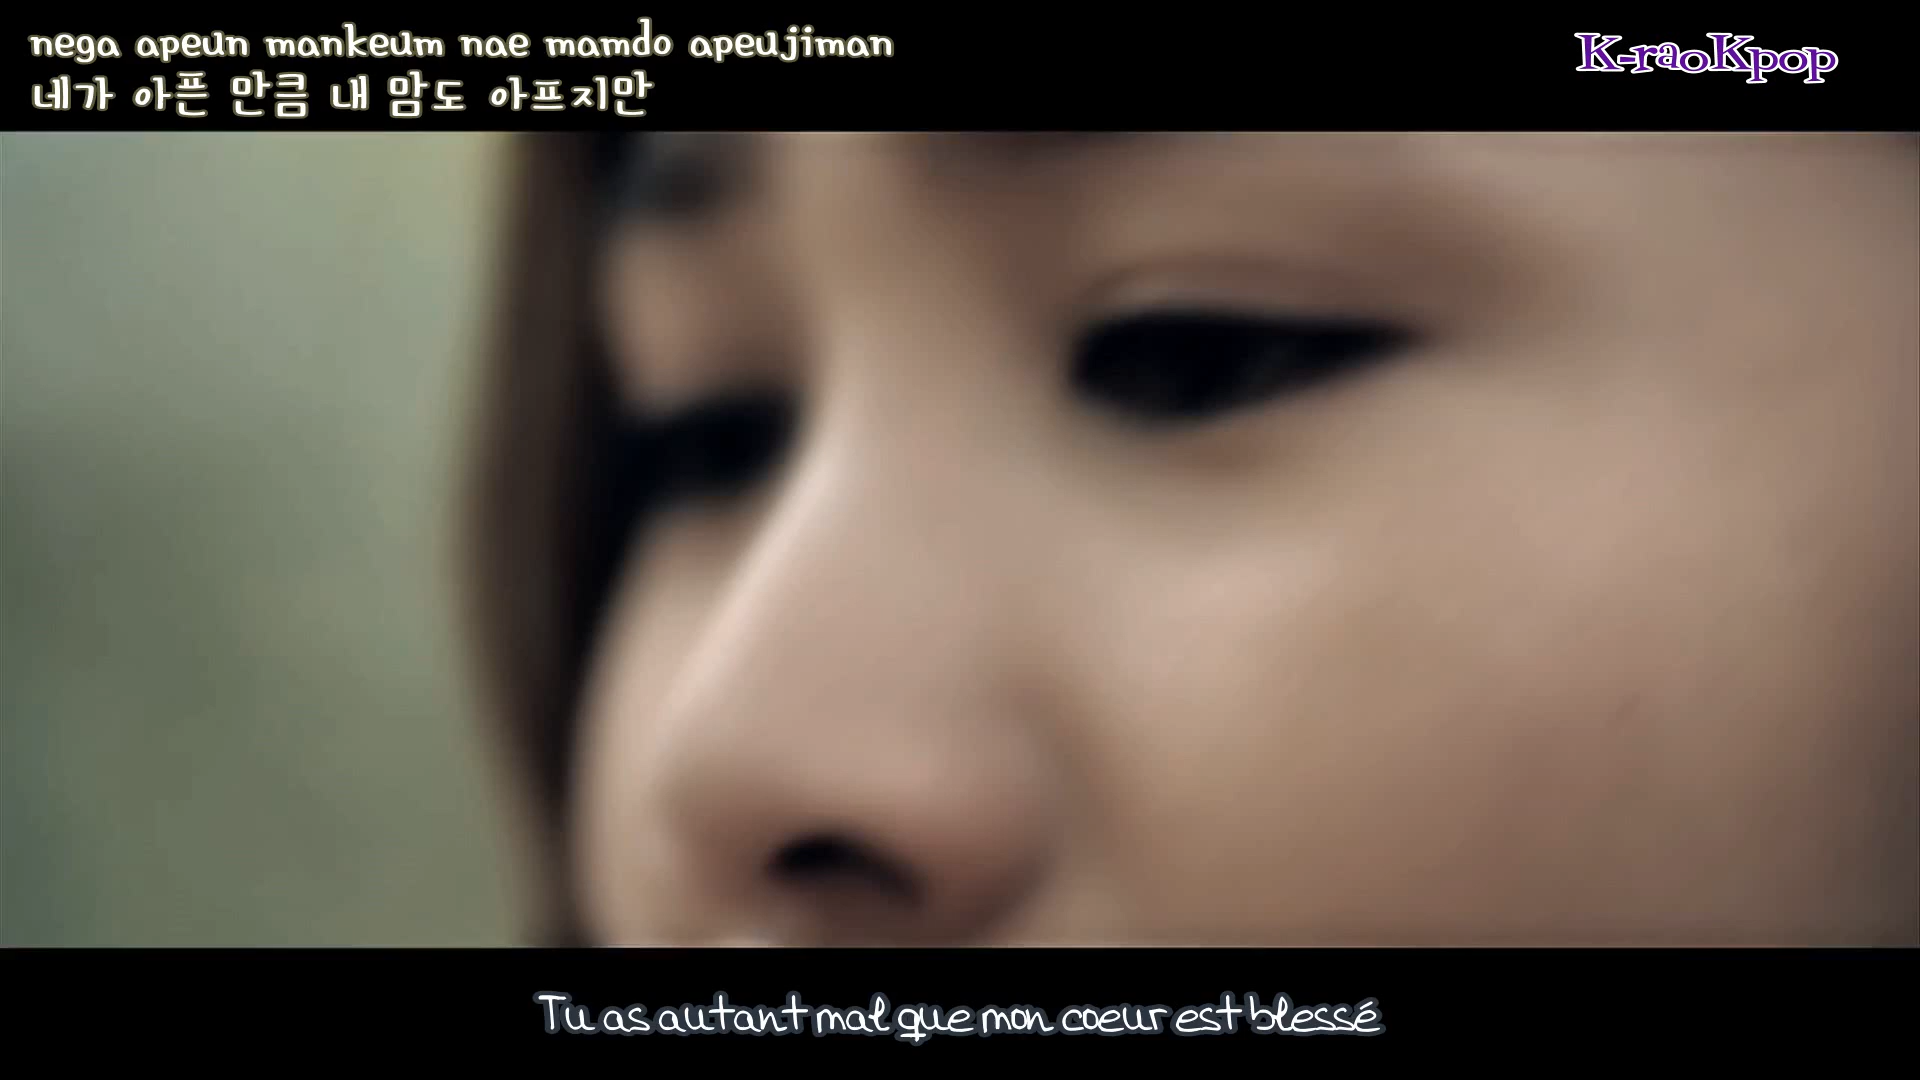 nega apeun mankeum nae mamdo apeujiman
네가 아픈 만큼 내 맘도 아프지만
K-raoKpop
Tu as autant mal que mon coeur est blessé